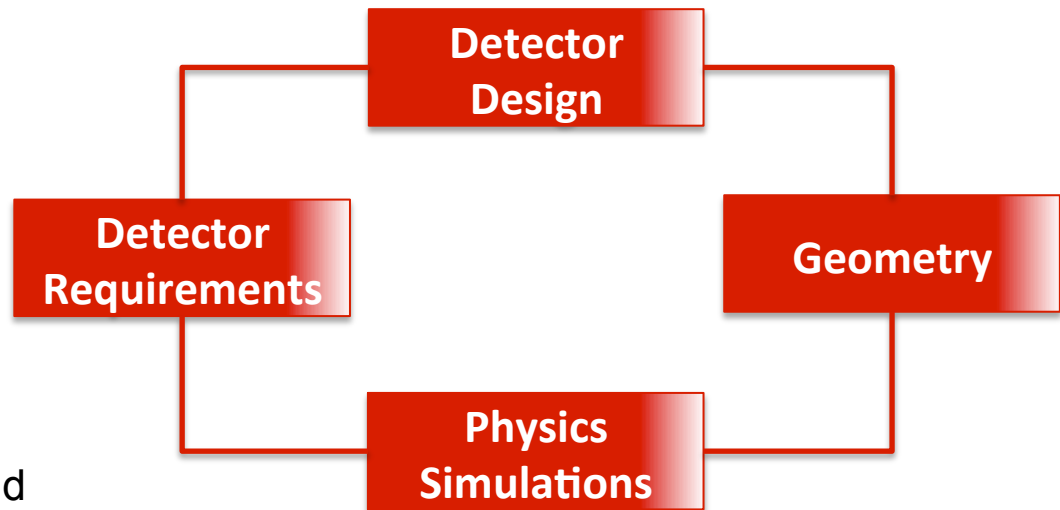 Detector
Design
Detector
Requirements
Geometry
Physics
Simulations
d